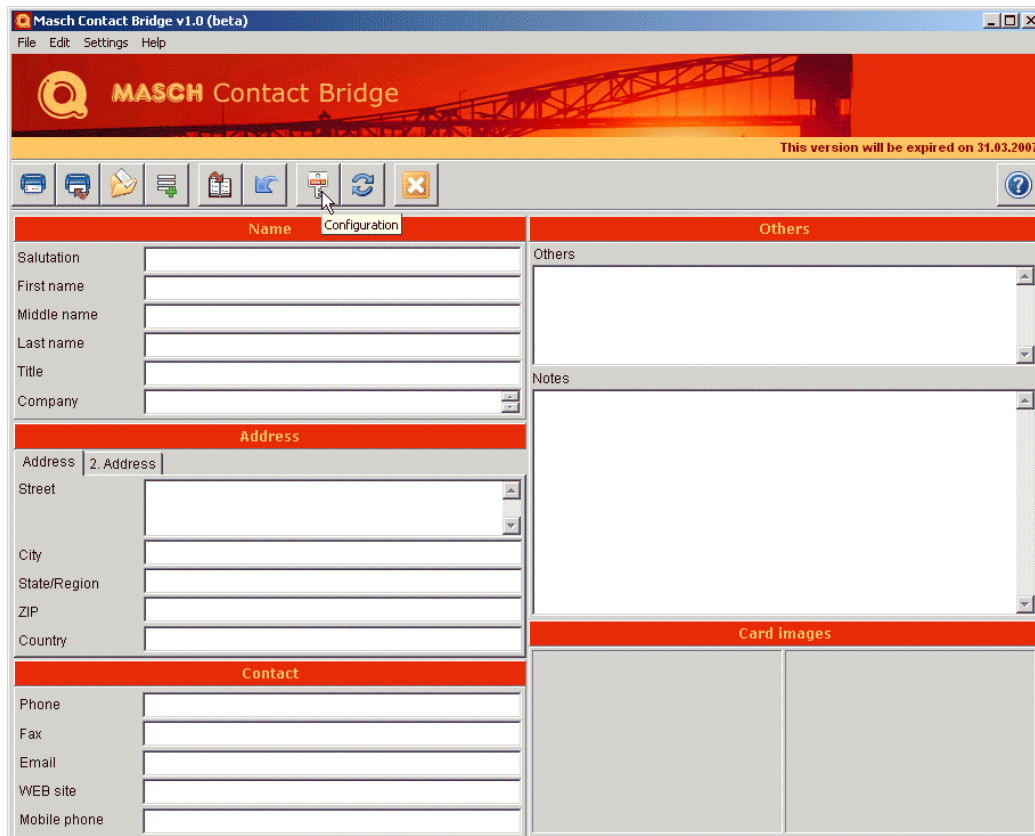 Masch Contact Bridge v1.0 (beta)
File Edit Settings Help
MASCH Contact Bridge
This version will be expired on 31.03.2007
Configuration
Name
Salutation
First name
Middle name
Last name
Title
Company
Address
Address 2. Address
Street
City
State/Region
ZIP
Country
Contact
Phone
Fax
Email
WEB site
Mobile phone
Others
Others
Notes
Card images